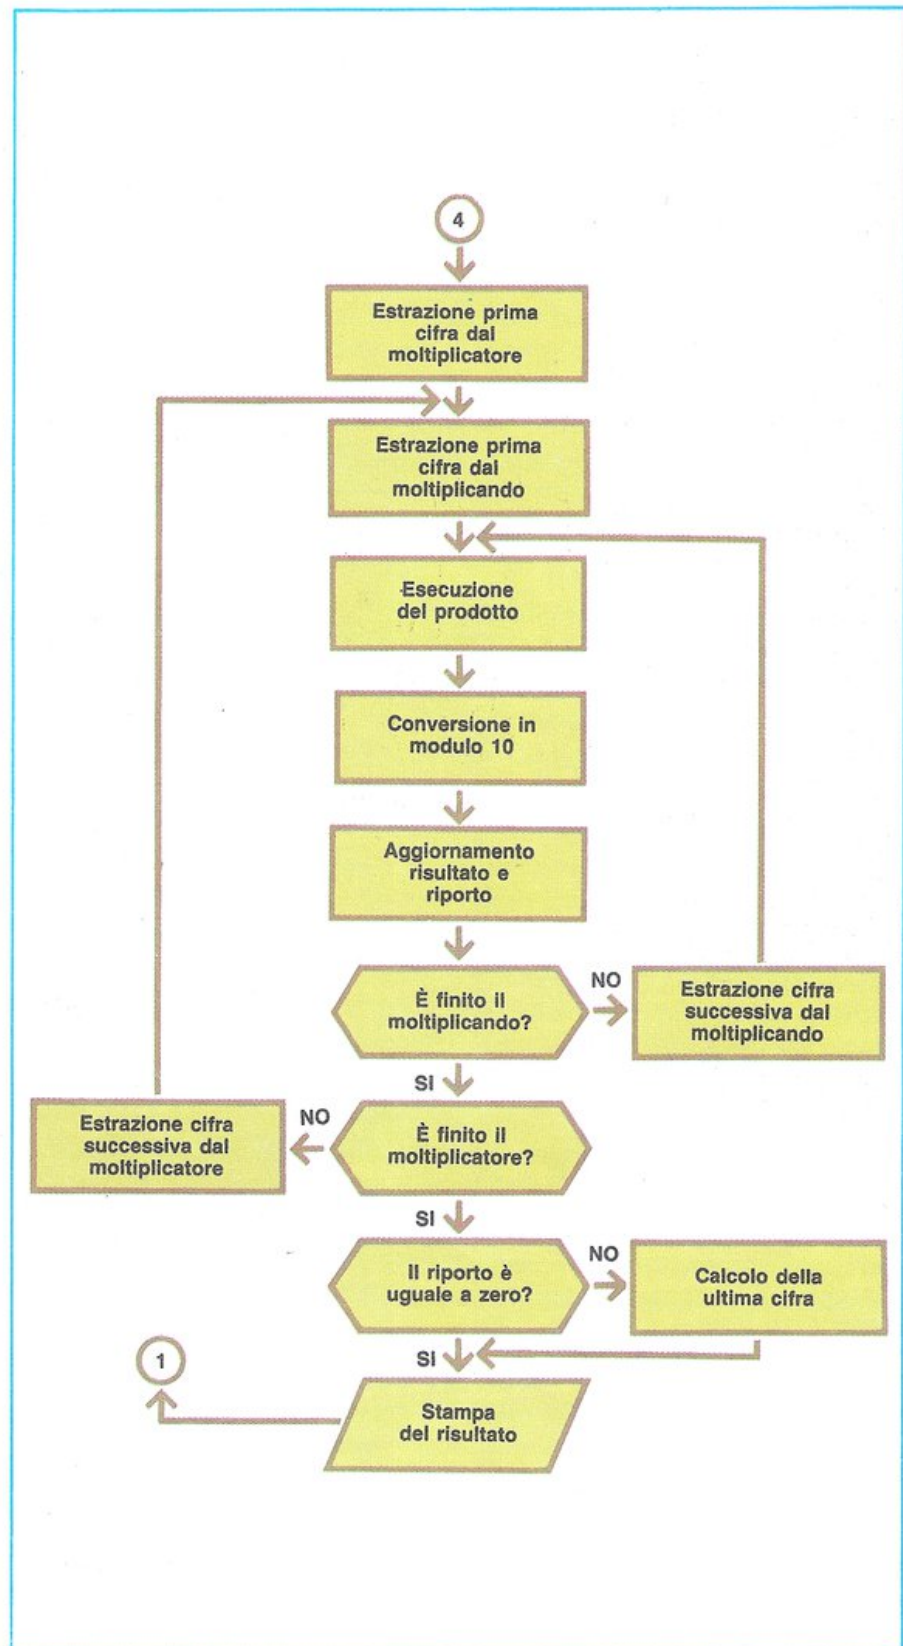 4
Estrazione prima
cifra dal
moltiplicatore
Estrazione prima
cifra dal
moltiplicando
Esecuzione
del prodotto
Conversione in
modulo 10
Aggiornamento
risultato e
riporto
È finito il
moltiplicando?
NO
Estrazione cifra
successiva dal
moltiplicando
SI
È finito il
moltiplicatore?
NO
Estrazione cifra
successiva dal
moltiplicatore
SI
Il riporto è
uguale a zero?
NO
Calcolo della
ultima cifra
SI
1
Stampa
del risultato